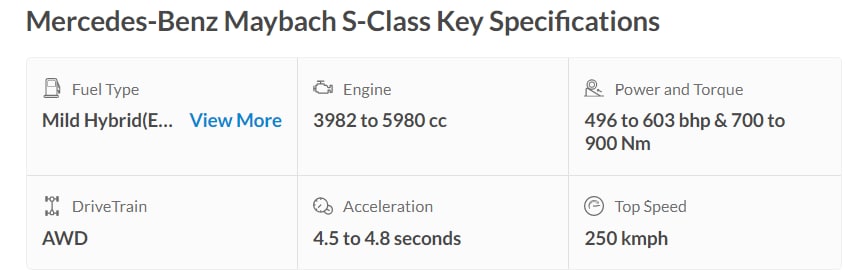 Mercedes-Benz Maybach S-Class Key Specifications
Fuel Type
Mild Hybrid(E... View More
Engine
3982 to 5980 cc
Power and Torque
496 to 603 bhp & 700 to
900 Nm
DriveTrain
AWD
Acceleration
4.5 to 4.8 seconds
Top Speed
250 kmph